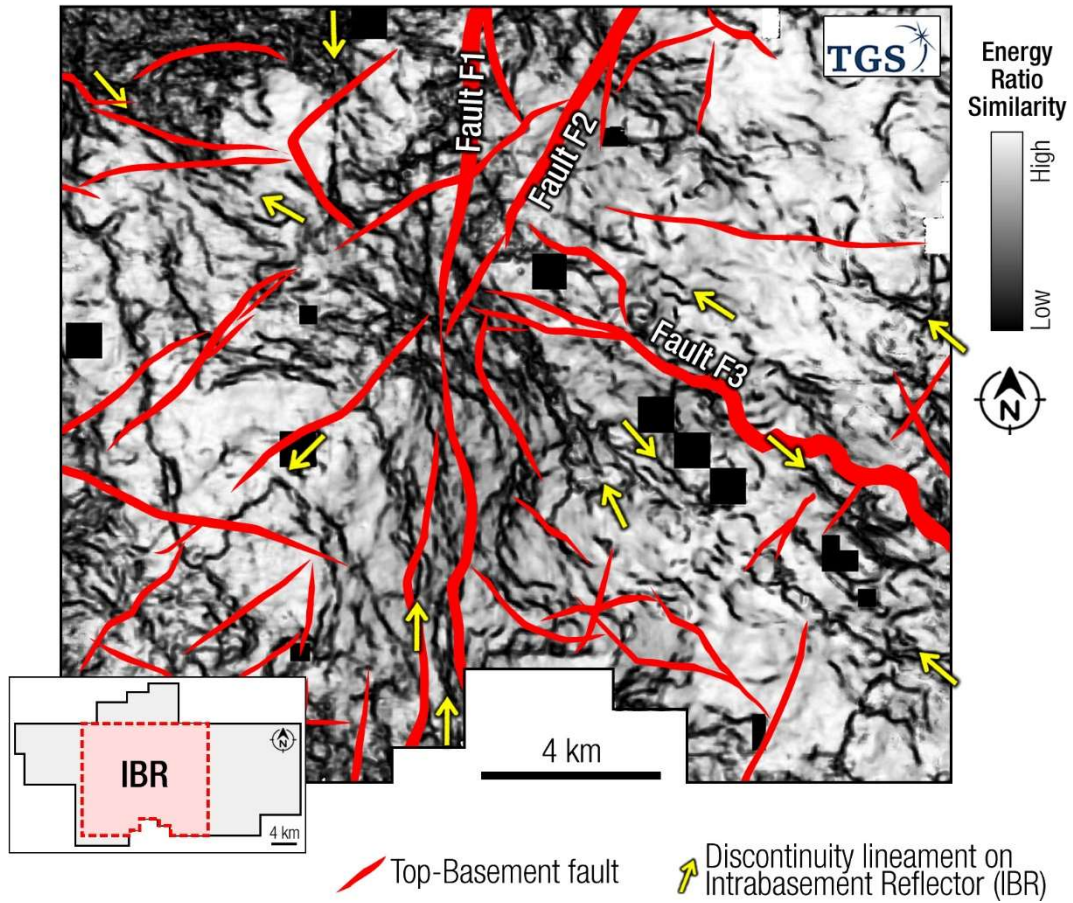 TGS
Energy
Ratio
Similarity
High
Low
N
Fault F1
Fault F2
Fault F3
4 km
IBR
N
4 km
Top-Basement fault
Discontinuity lineament on
Intrabasement Reflector (IBR)